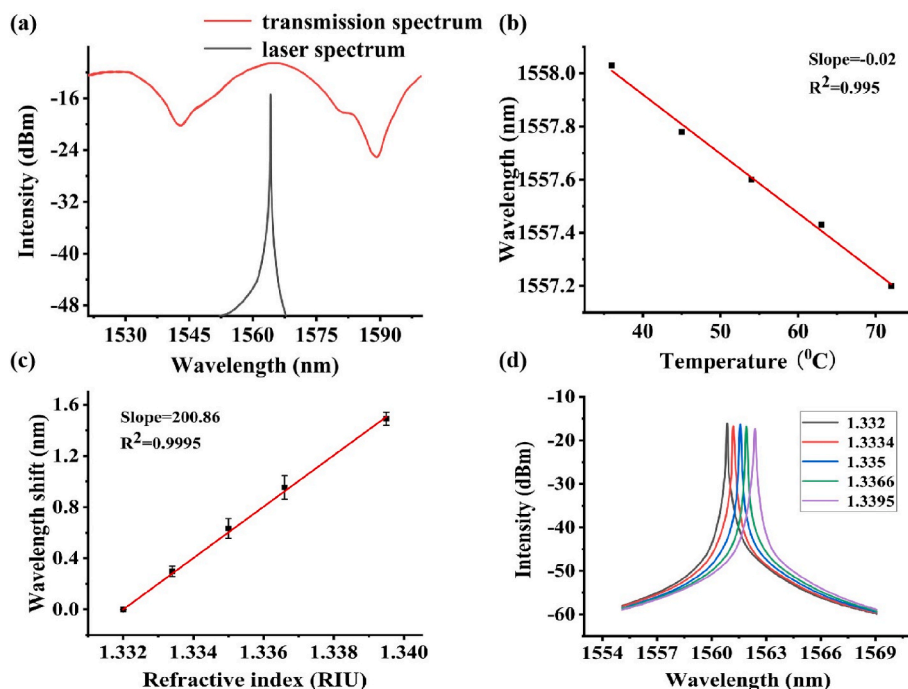 (a)
transmission spectrum
laser spectrum
-16
-24
-32
-40
-48
Intensity (dBm)
1530 1545 1560 1575 1590
Wavelength (nm)
(b)
Slope=-0.02
R²=0.995
1558.0
1557.8
1557.6
1557.4
1557.2
Wavelength (nm)
40 50 60 70
Temperature (⁰C)
(c)
Slope=200.86
R²=0.9995
1.6
1.2
0.8
0.4
0.0
Wavelength shift (nm)
1.332 1.334 1.336 1.338 1.340
Refractive index (RIU)
(d)
-10
-20
-30
-40
-50
-60
Intensity (dBm)
1.332
1.3334
1.335
1.3366
1.3395
1554 1557 1560 1563 1566 1569
Wavelength (nm)